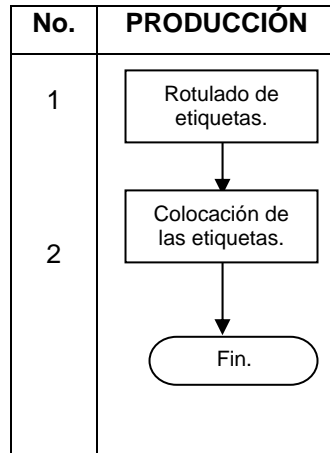 No. PRODUCCIÓN
1 Rotulado de
etiquetas.
Colocación de
las etiquetas.
2
Fin.